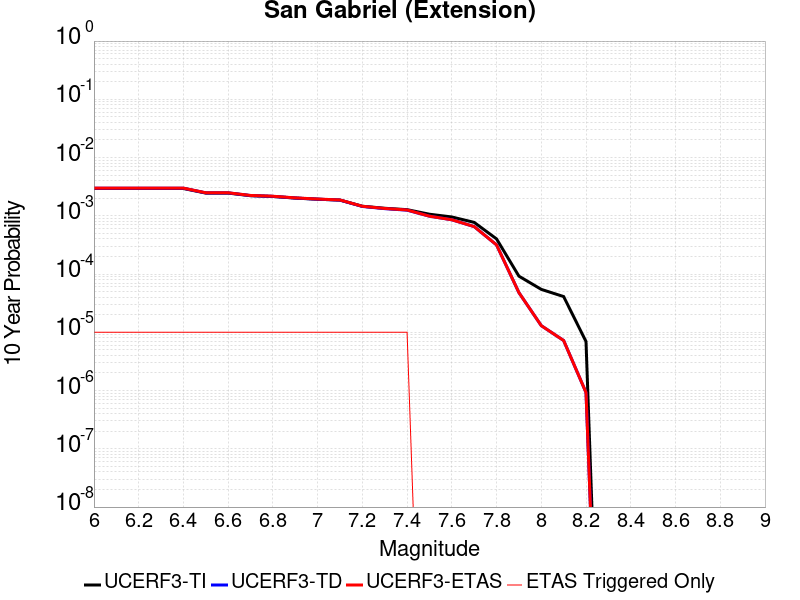 San Gabriel (Extension)
10^0
10^-1
10^-2
10^-3
10^-4
10^-5
10^-6
10^-7
10^-8
10 Year Probability
6 6.2 6.4 6.6 6.8 7 7.2 7.4 7.6 7.8 8 8.2 8.4 8.6 8.8 9
Magnitude
UCERF3-TI UCERF3-TD UCERF3-ETAS ETAS Triggered Only